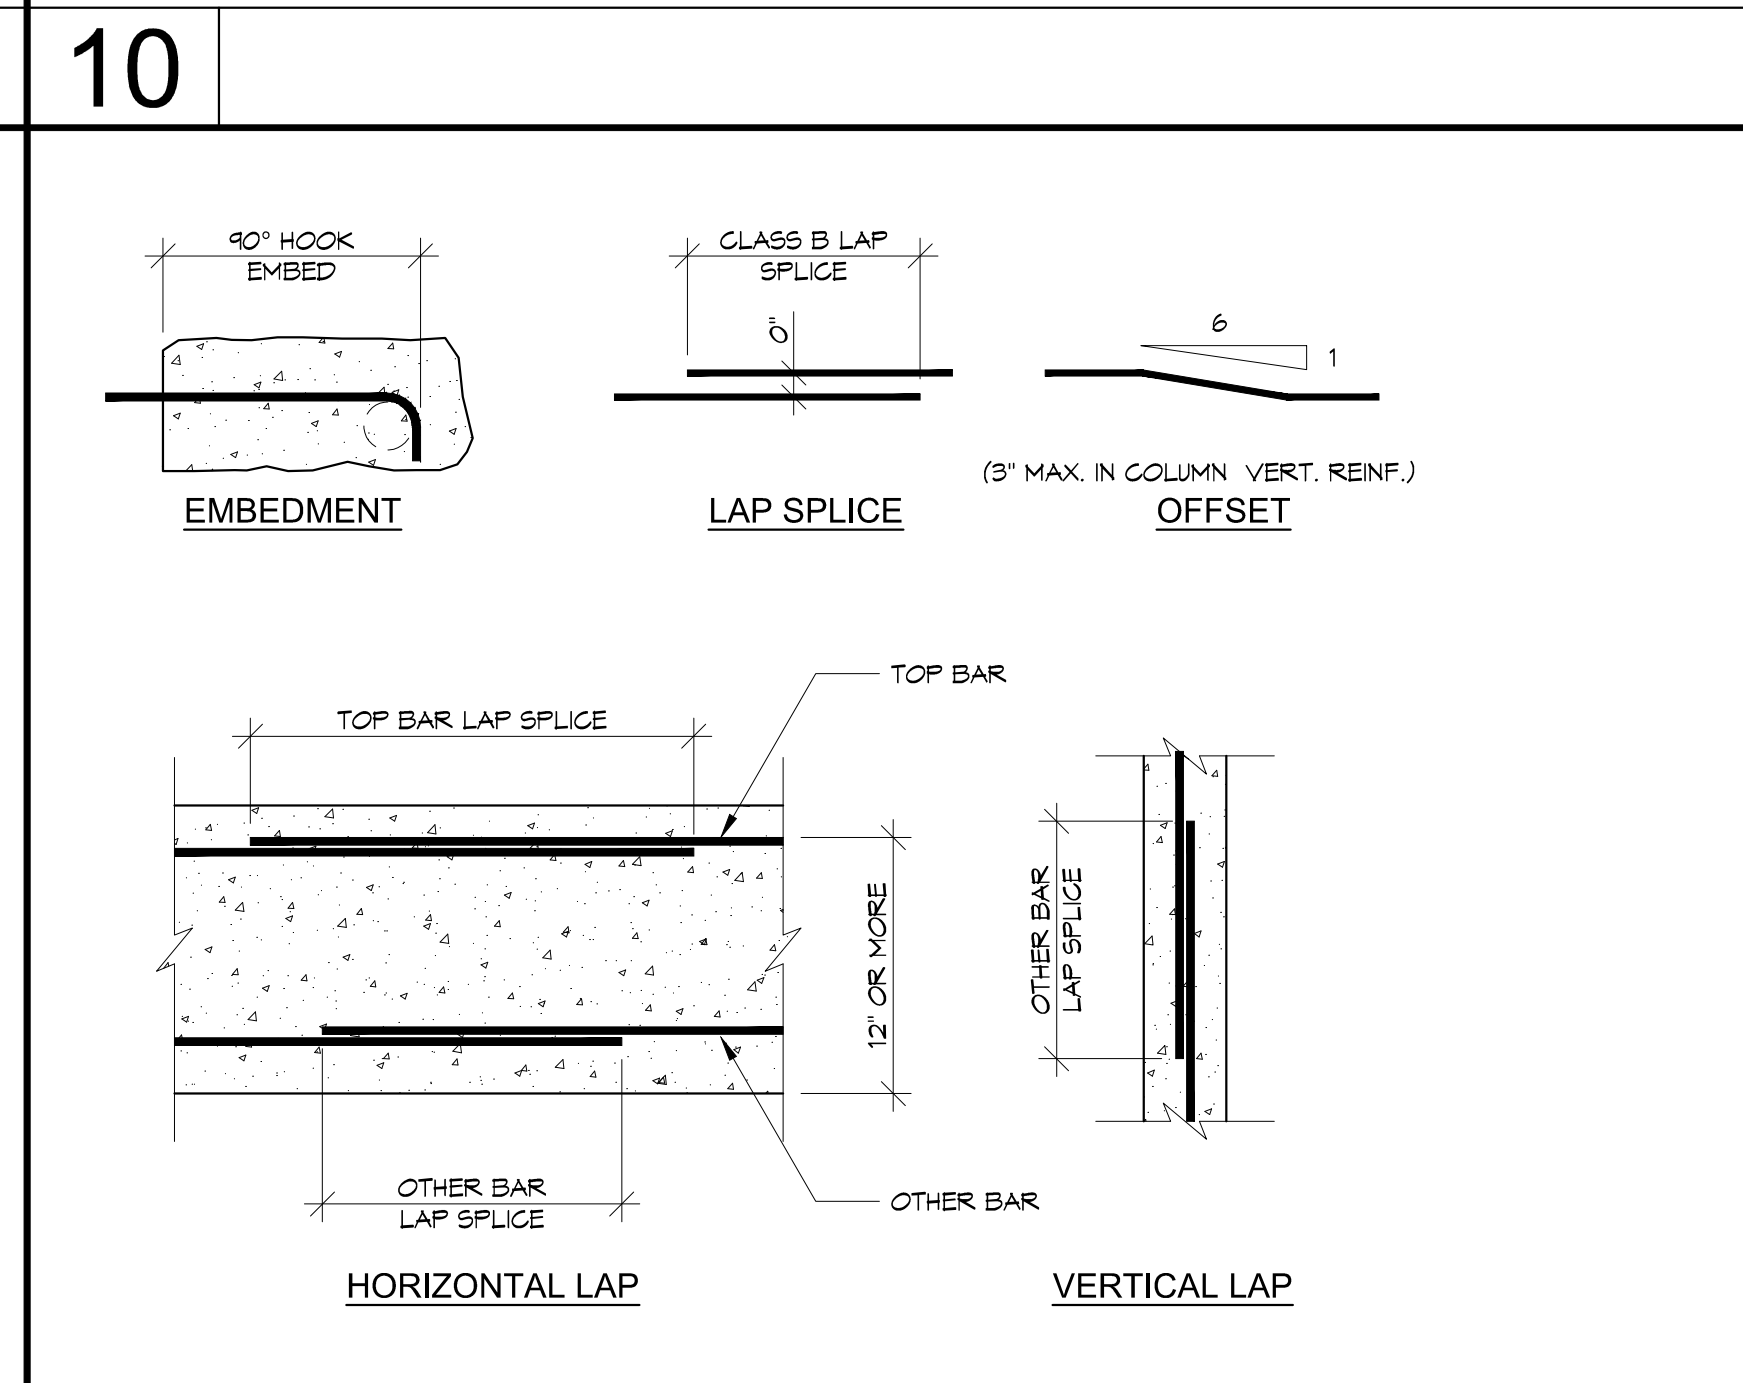 10
90° HOOK
EMBED
CLASS B LAP
SPLICE
0"
6
1
(3" MAX. IN COLUMN VERT. REINF.)
EMBEDMENT
LAP SPLICE
OFFSET
TOP BAR
TOP BAR LAP SPLICE
12" OR MORE
OTHER BAR
LAP SPLICE
OTHER BAR
LAP SPLICE
OTHER BAR
HORIZONTAL LAP
VERTICAL LAP